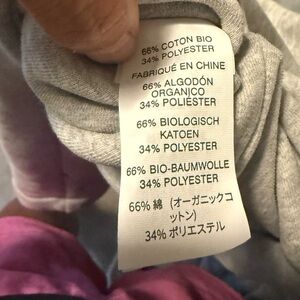 66% COTON BIO
34% POLYESTER
FABRIQUÉ EN CHINE
66% ALGODÓN
ORGANICO
34% POLIÉSTER
66% BIOLOGISCH
KATOEN
34% POLYESTER
66% BIO-BAUMWOLLE
34% POLYESTER
66% 綿 (オーガニックコ
ットン)
34% ポリエステル